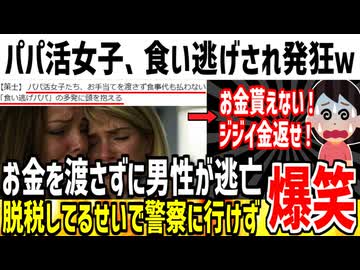 パパ活女子、食い逃げされ発狂w
【策士】 パパ活女子たち、お手当てを渡さず食事代も払わない
「食い逃げパパ」の多発に頭を抱える
お金貰えない！
ジジイ金返せ！
お金を渡さずに男性が逃亡
脱税してるせいで警察に行けず
爆笑